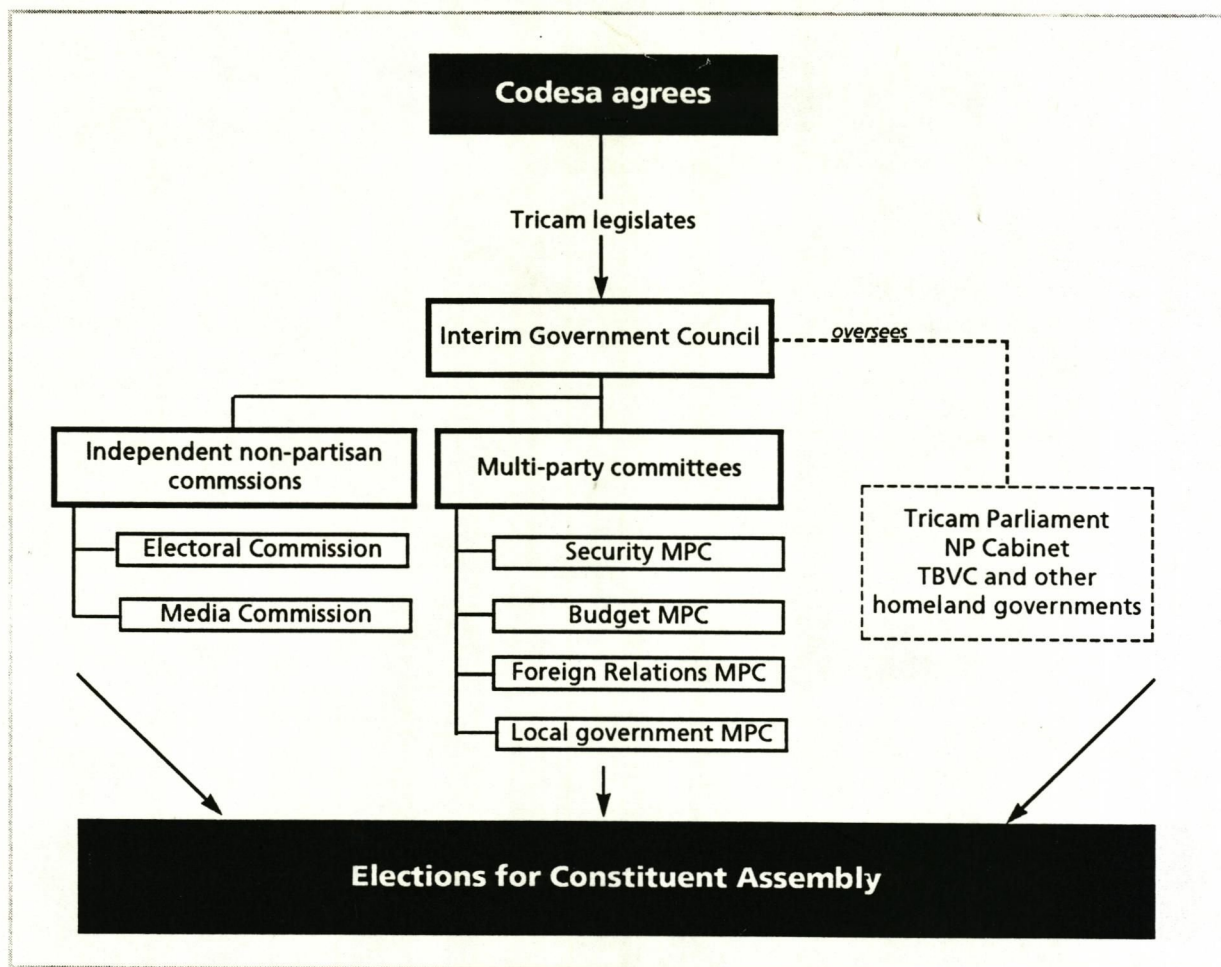 Codesa agrees
Tricam legislates
Interim Government Council
oversees
Independent non-partisan
commssions
Multi-party committees
Electoral Commission
Media Commission
Security MPC
Budget MPC
Foreign Relations MPC
Local government MPC
Tricam Parliament
NP Cabinet
TBVC and other
homeland governments
Elections for Constituent Assembly